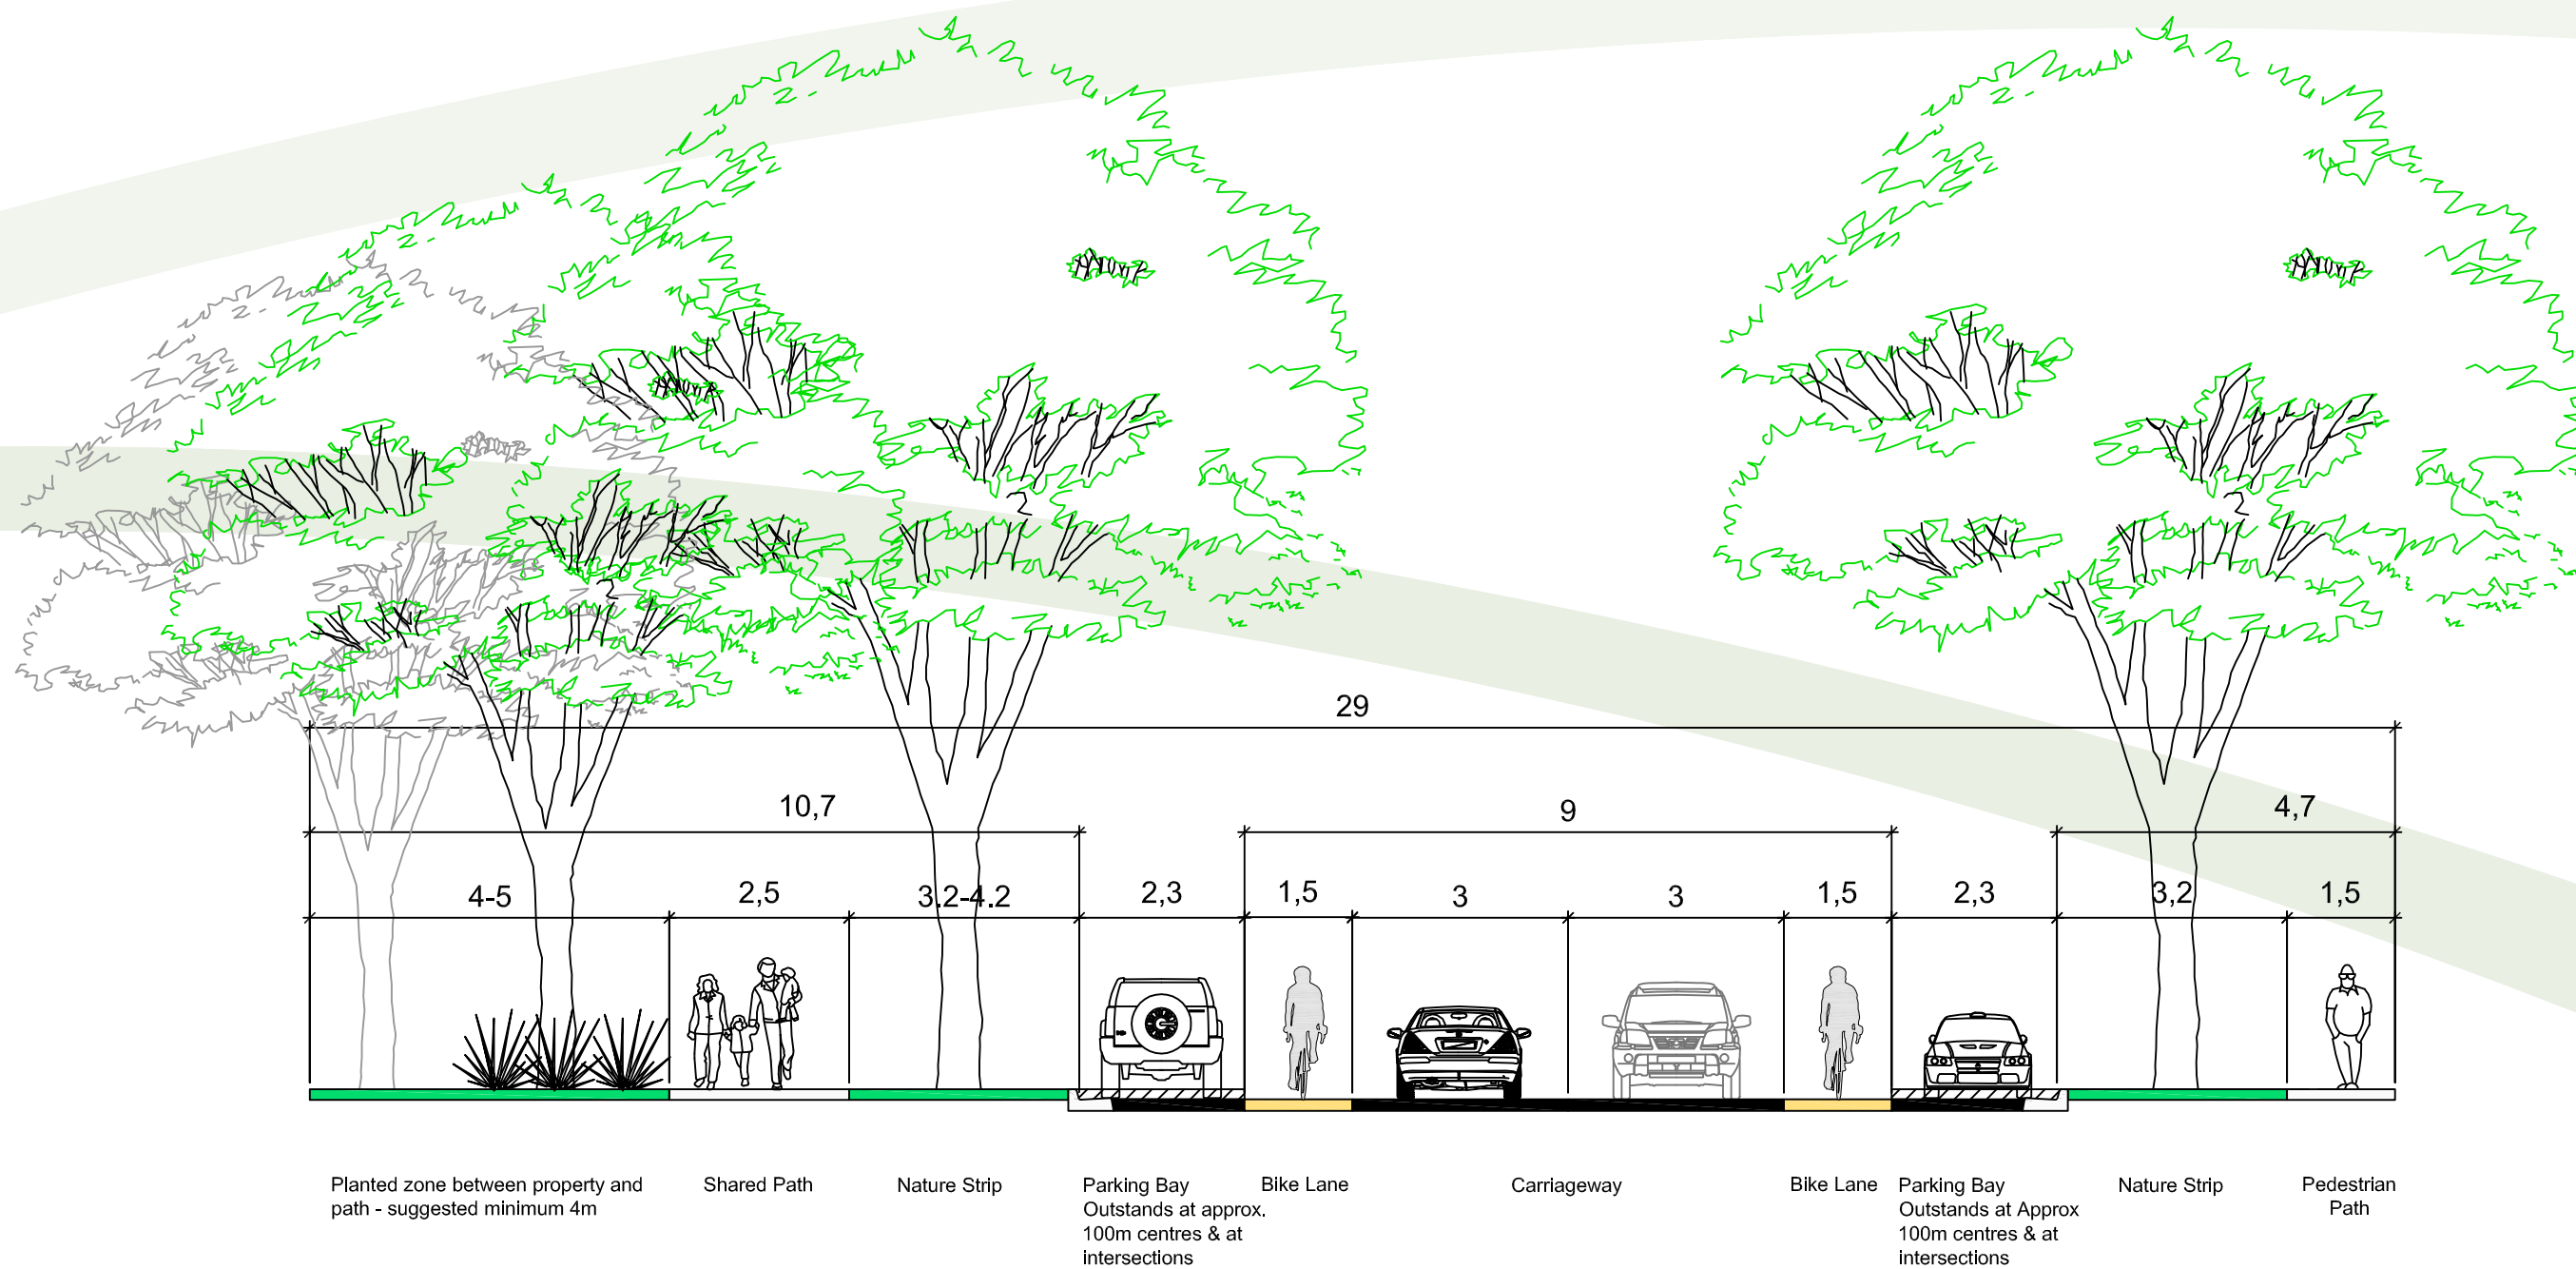 29
10,7
9
4,7
4-5
2,5
3.2-4.2
2,3
1,5
3
3
1,5
2,3
3,2
1,5
Planted zone between property and
path - suggested minimum 4m
Shared Path
Nature Strip
Parking Bay
Outstands at approx.
100m centres & at
intersections
Bike Lane
Carriageway
Bike Lane
Parking Bay
Outstands at Approx
100m centres & at
intersections
Nature Strip
Pedestrian
Path